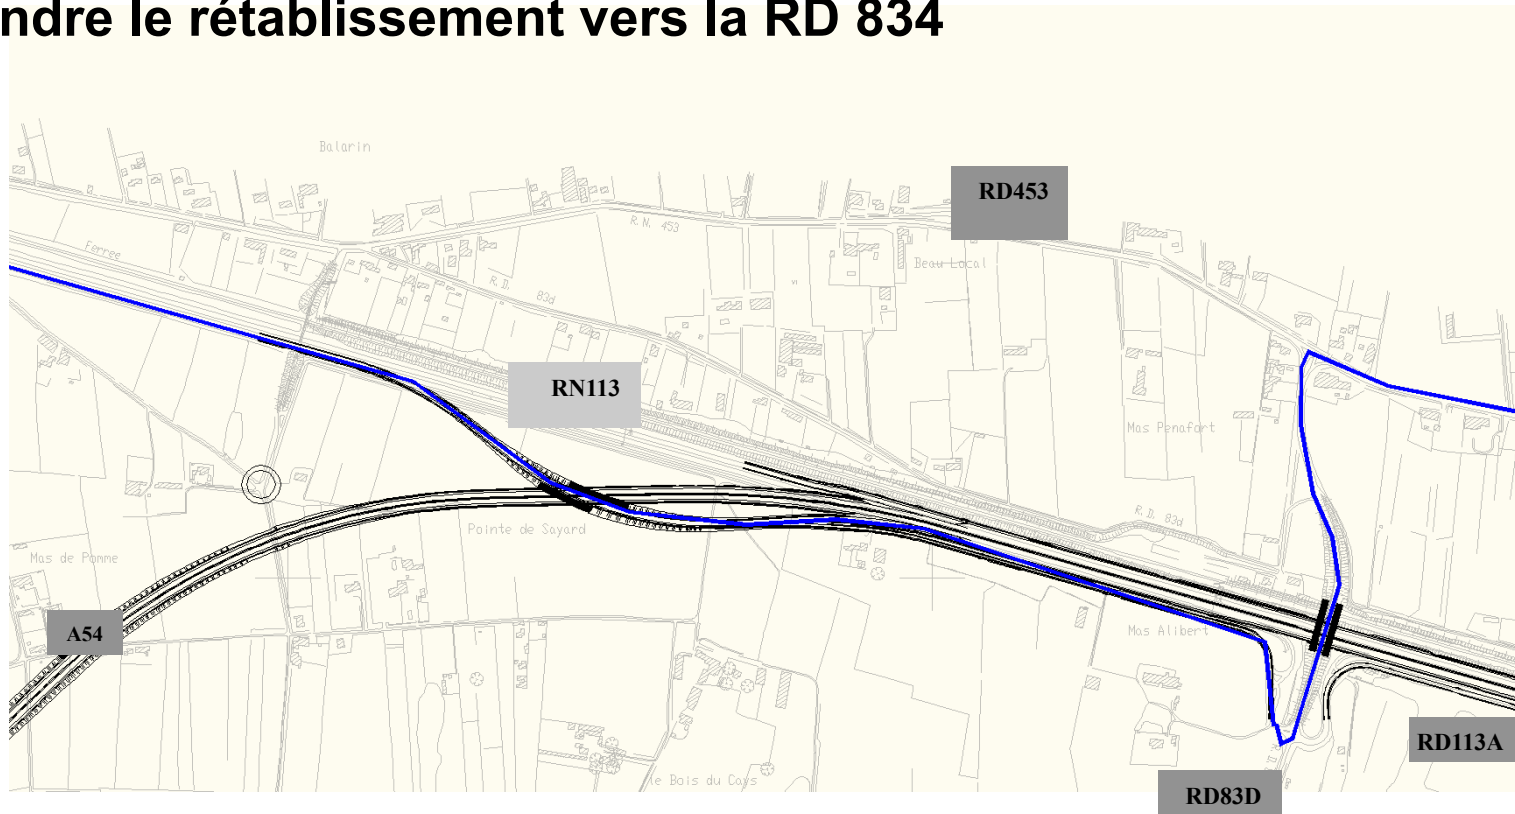 ndre le rétablissement vers la RD 834
Balarin
RD453
R.N. 453
Ferree
Beau Local
R.D. 83d
RN113
Mas Penafort
R.D. 83d
Pointe de Sayard
Mas de Pomme
A54
Mas Alibert
RD113A
le Bois du Cays
RD83D